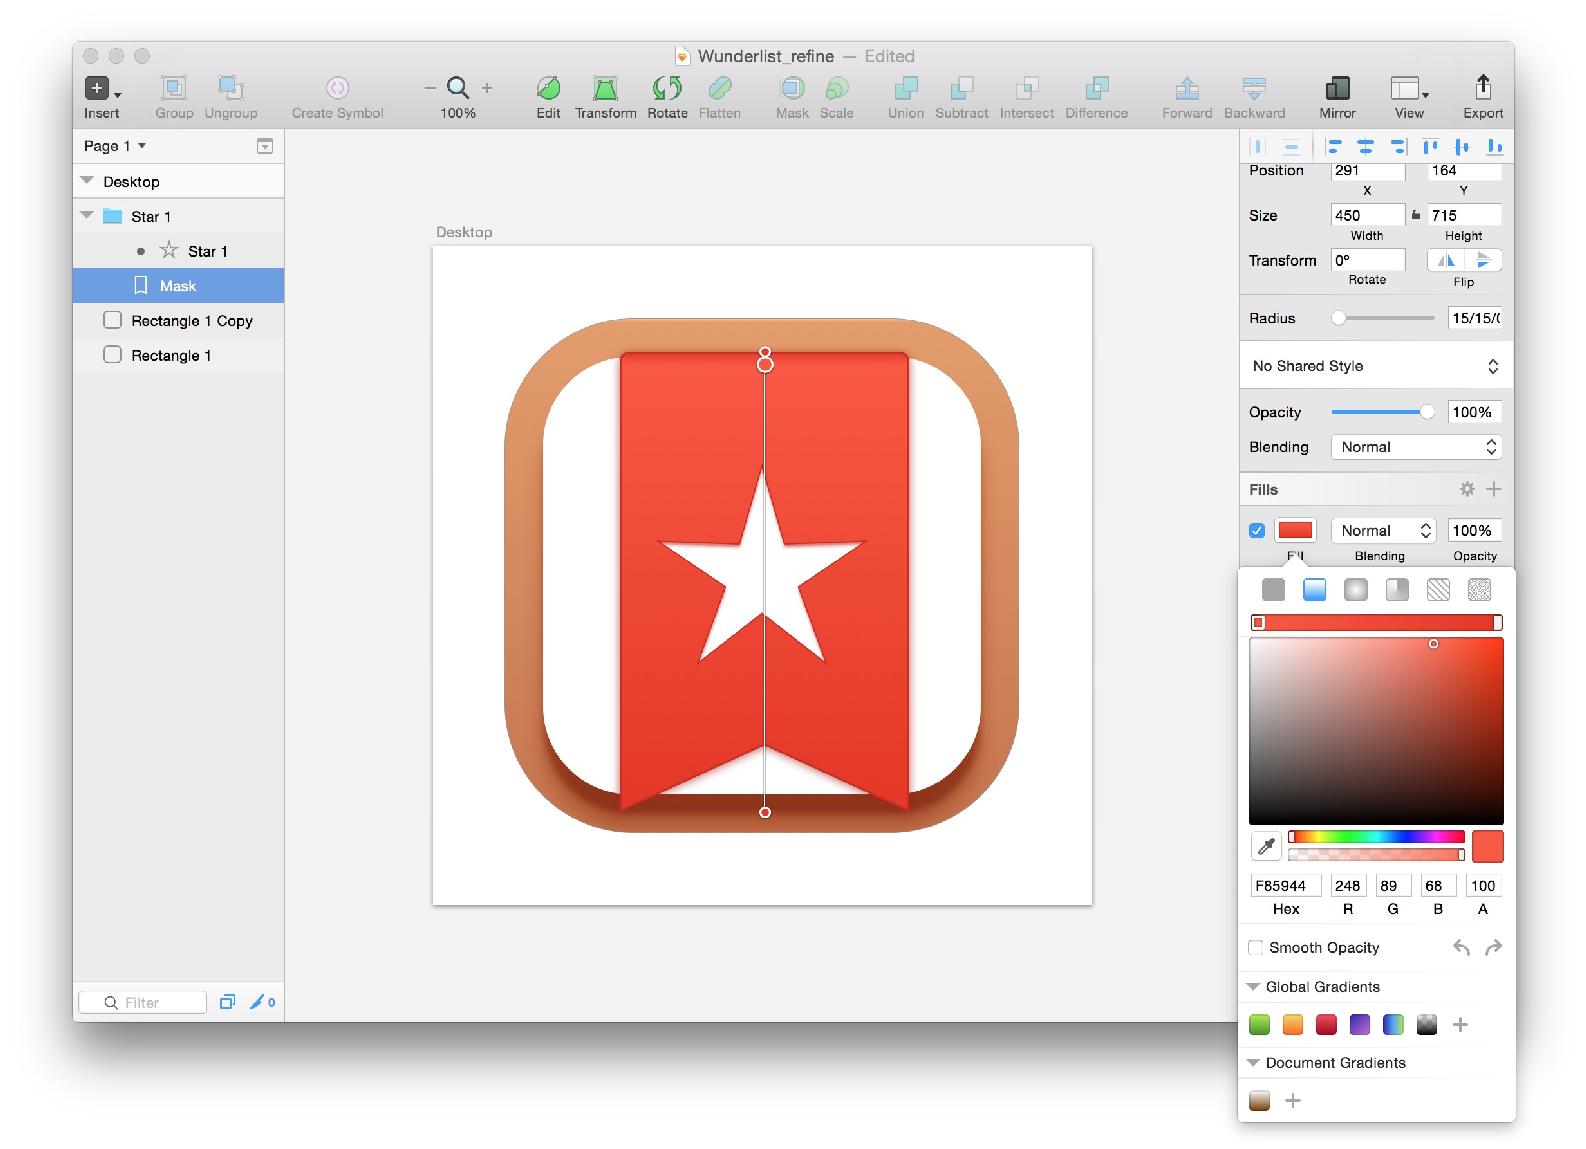 Wunderlist_refine — Edited
Insert Group Ungroup Create Symbol 100% Edit Transform Rotate Flatten Mask Scale Union Subtract Intersect Difference Forward Backward Mirror View Export
Page 1
Desktop
Star 1
Star 1
Mask
Rectangle 1 Copy
Rectangle 1
Filter
0
Desktop
Position 291 164
X Y
Size 450 715
Width Height
Transform 0°
Rotate Flip
Radius 15/15/(
No Shared Style
Opacity 100%
Blending Normal
Fills
Normal 100%
Fill Blending Opacity
F85944 248 89 68 100
Hex R G B A
Smooth Opacity
Global Gradients
Document Gradients